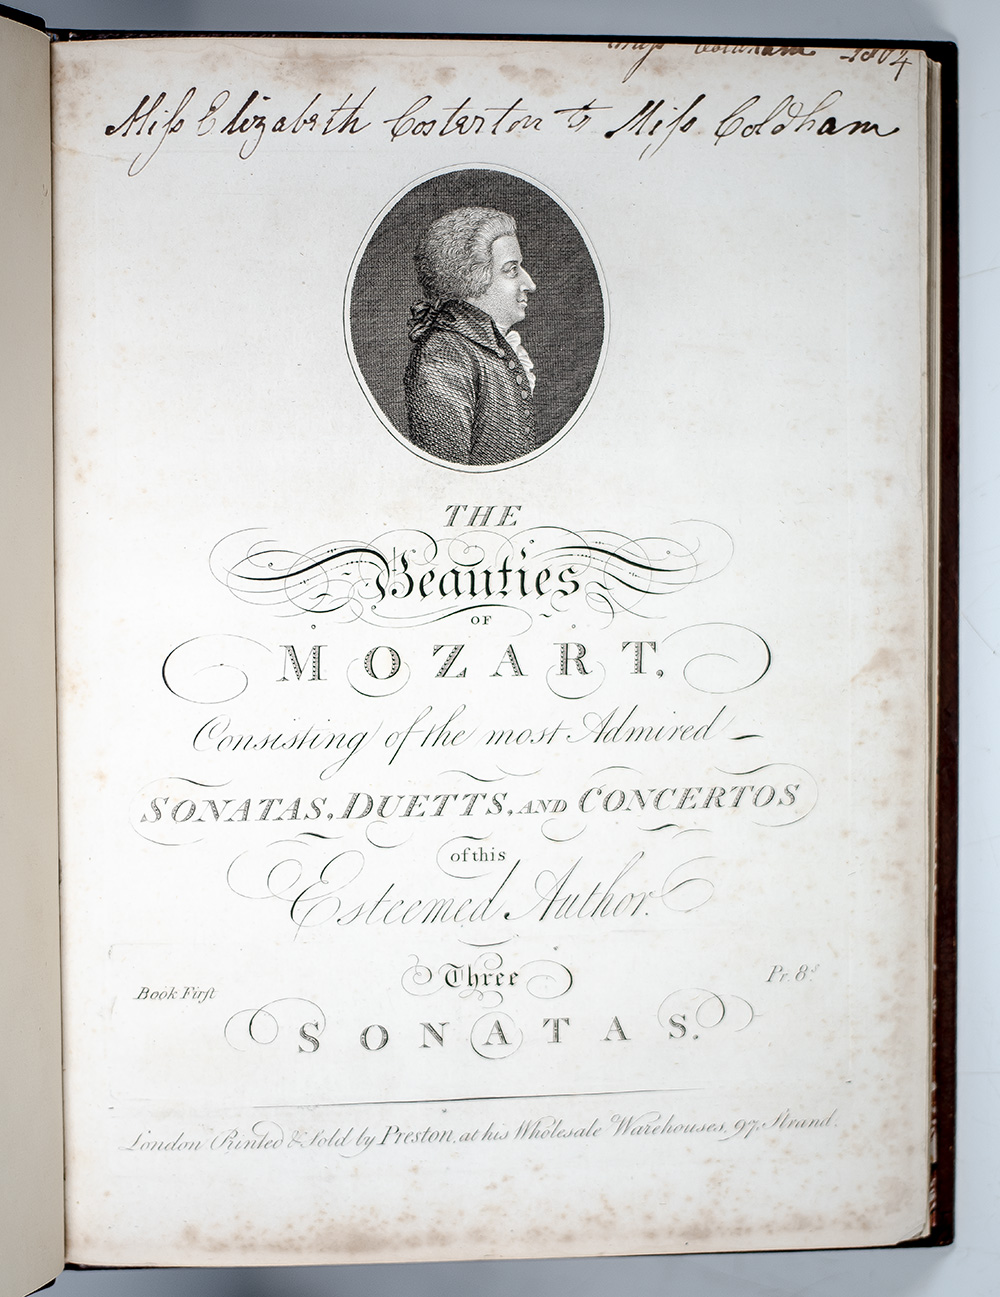 Miss Coldham 1804
Miſs Elizabeth Costerton to Miſs Coldham
THE
Beauties
OF
MOZART,
Consisting of the most Admired
SONATAS, DUETTS, AND CONCERTOS
of this
Esteemed Author.
Three
Book First Pr. 8s.
SONATAS.
London Printed & Sold by Preston, at his Wholesale Warehouses, 97, Strand.